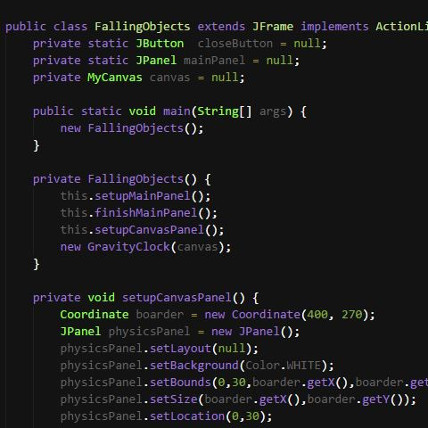 public class FallingObjects extends JFrame implements ActionLi
private static JButton closeButton = null;
private static JPanel mainPanel = null;
private static MyCanvas canvas = null;
public static void main(String[] args) {
new FallingObjects();
}
private FallingObjects() {
this.setupMainPanel();
this.finishMainPanel();
this.setupCanvasPanel();
new GravityClock(canvas);
}
private void setupCanvasPanel() {
Coordinate boarder = new Coordinate(400, 270);
JPanel physicsPanel = new JPanel();
physicsPanel.setLayout(null);
physicsPanel.setBackground(Color.WHITE);
physicsPanel.setBounds(0,30,boarder.getX(),boarder.get
physicsPanel.setSize(boarder.getX(),boarder.getY());
physicsPanel.setLocation(0,30);